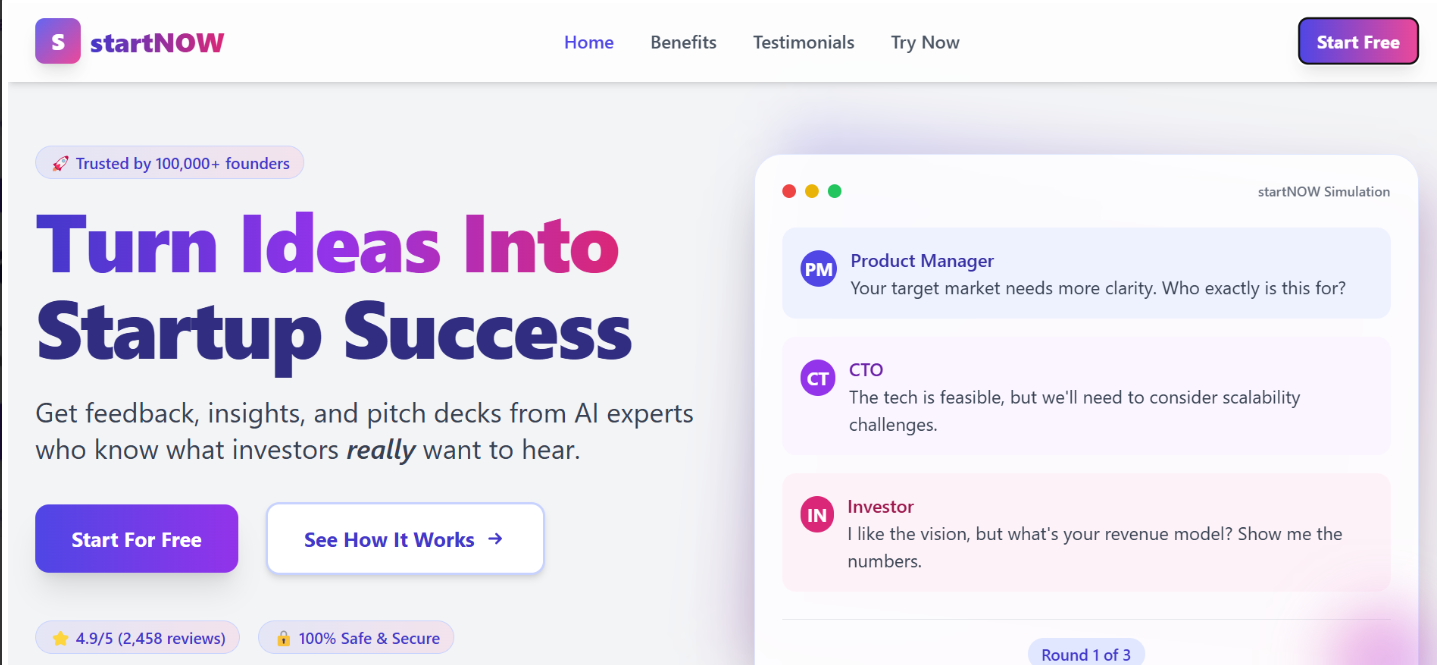 S startNOW
Home Benefits Testimonials Try Now
Start Free
🚀 Trusted by 100,000+ founders
Turn Ideas Into
Startup Success
Get feedback, insights, and pitch decks from AI experts
who know what investors really want to hear.
Start For Free
See How It Works →
⭐ 4.9/5 (2,458 reviews)
🔒 100% Safe & Secure
startNOW Simulation
PM Product Manager
Your target market needs more clarity. Who exactly is this for?
CT CTO
The tech is feasible, but we'll need to consider scalability
challenges.
IN Investor
I like the vision, but what's your revenue model? Show me the
numbers.
Round 1 of 3